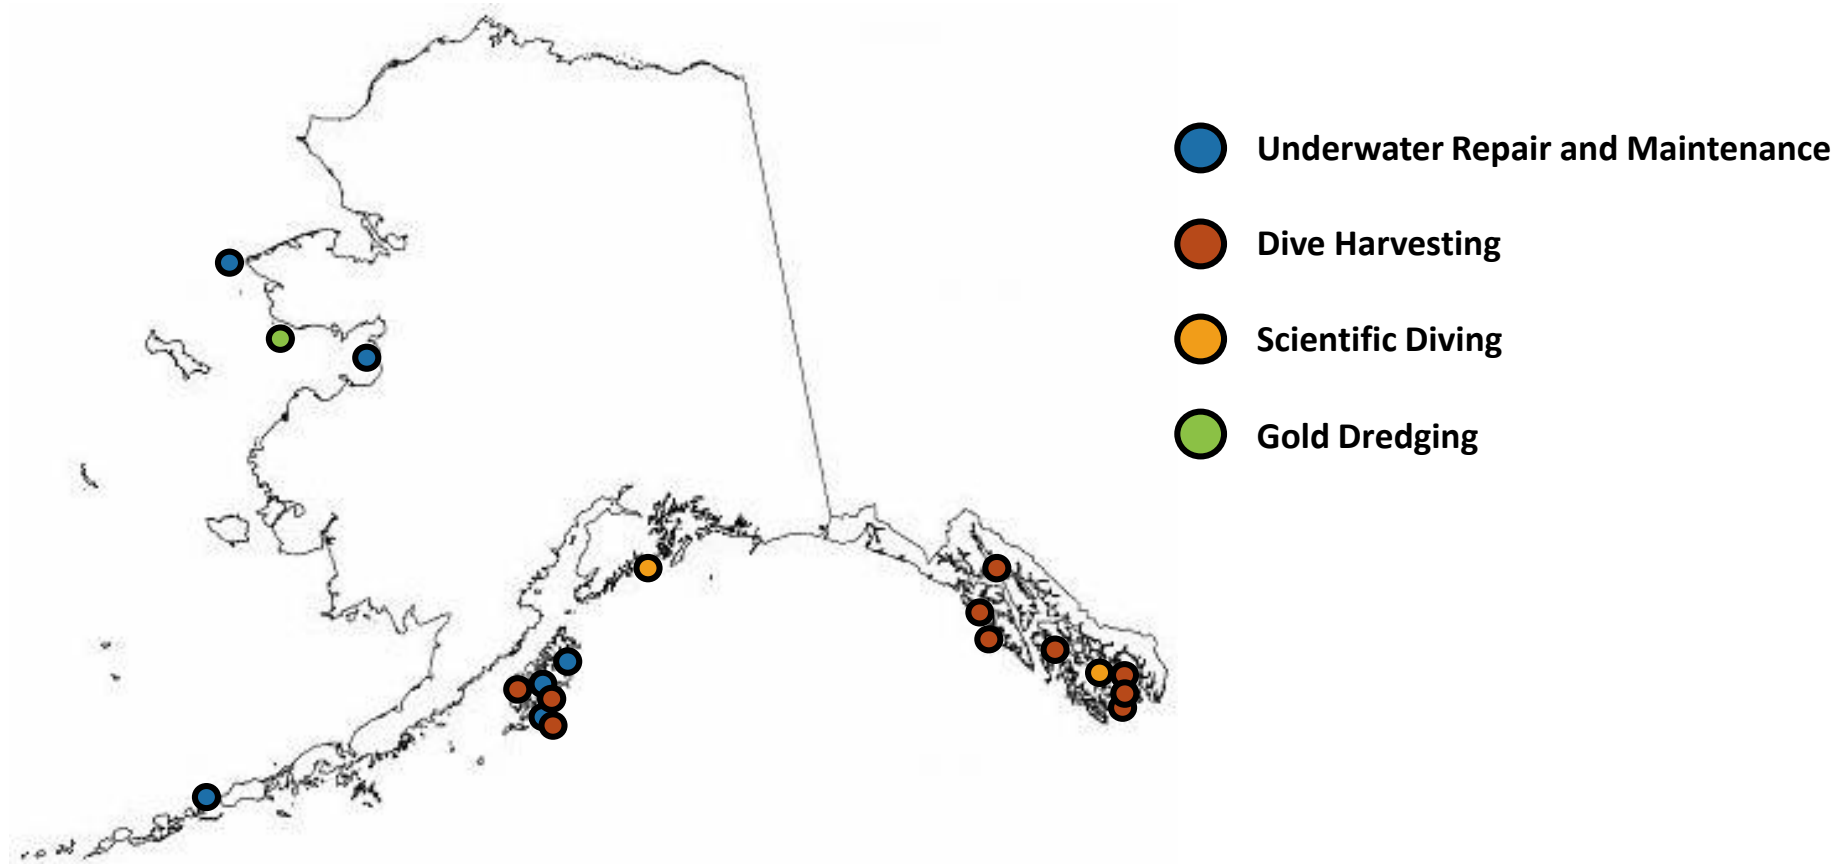 Underwater Repair and Maintenance
Dive Harvesting
Scientific Diving
Gold Dredging